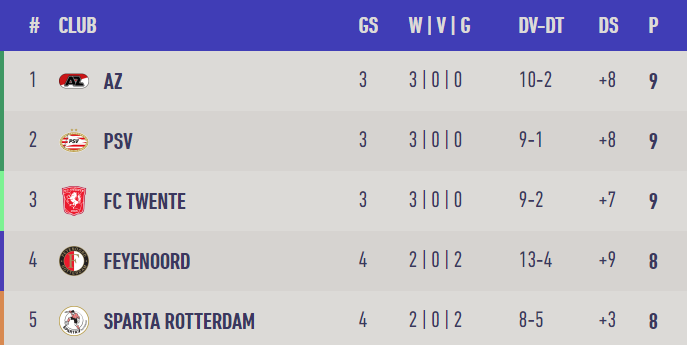 # CLUB GS W | V | G DV-DT DS P
1 AZ AZ 3 3 | 0 | 0 10-2 +8 9
2 PSV PSV 3 3 | 0 | 0 9-1 +8 9
3 FC TWENTE 3 3 | 0 | 0 9-2 +7 9
4 FEYENOORD 4 2 | 0 | 2 13-4 +9 8
5 SPARTA ROTTERDAM 4 2 | 0 | 2 8-5 +3 8